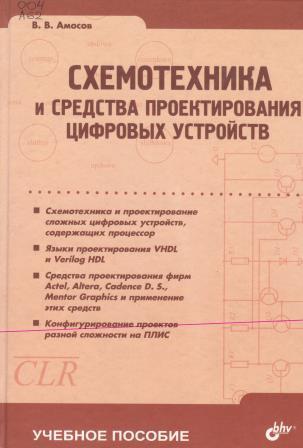 004
А62
В. В. Амосов
СХЕМОТЕХНИКА
И СРЕДСТВА ПРОЕКТИРОВАНИЯ
ЦИФРОВЫХ УСТРОЙСТВ
Схемотехника и проектирование
сложных цифровых устройств,
содержащих процессор
Языки проектирования VHDL
и Verilog HDL
Средства проектирования фирм
Actel, Altera, Cadence D. S.,
Mentor Graphics и применение
этих средств
Конфигурирование проектов
разной сложности на ПЛИС
CLR
УЧЕБНОЕ ПОСОБИЕ
bhv